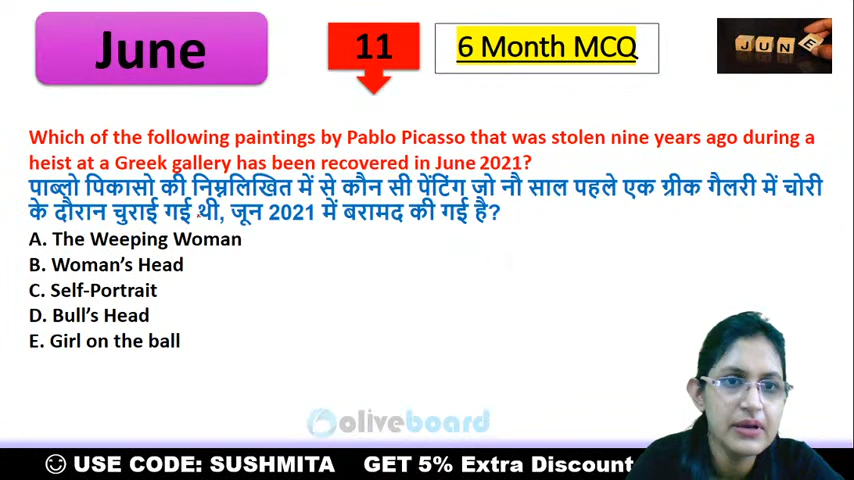 June
11
6 Month MCQ
JUNE
Which of the following paintings by Pablo Picasso that was stolen nine years ago during a
heist at a Greek gallery has been recovered in June 2021?
पाब्लो पिकासो की निम्नलिखित में से कौन सी पेंटिंग जो नौ साल पहले एक ग्रीक गैलरी में चोरी
के दौरान चुराई गई थी, जून 2021 में बरामद की गई है?
A. The Weeping Woman
B. Woman's Head
C. Self-Portrait
D. Bull's Head
E. Girl on the ball
oliveboard
USE CODE: SUSHMITA GET 5% Extra Discount